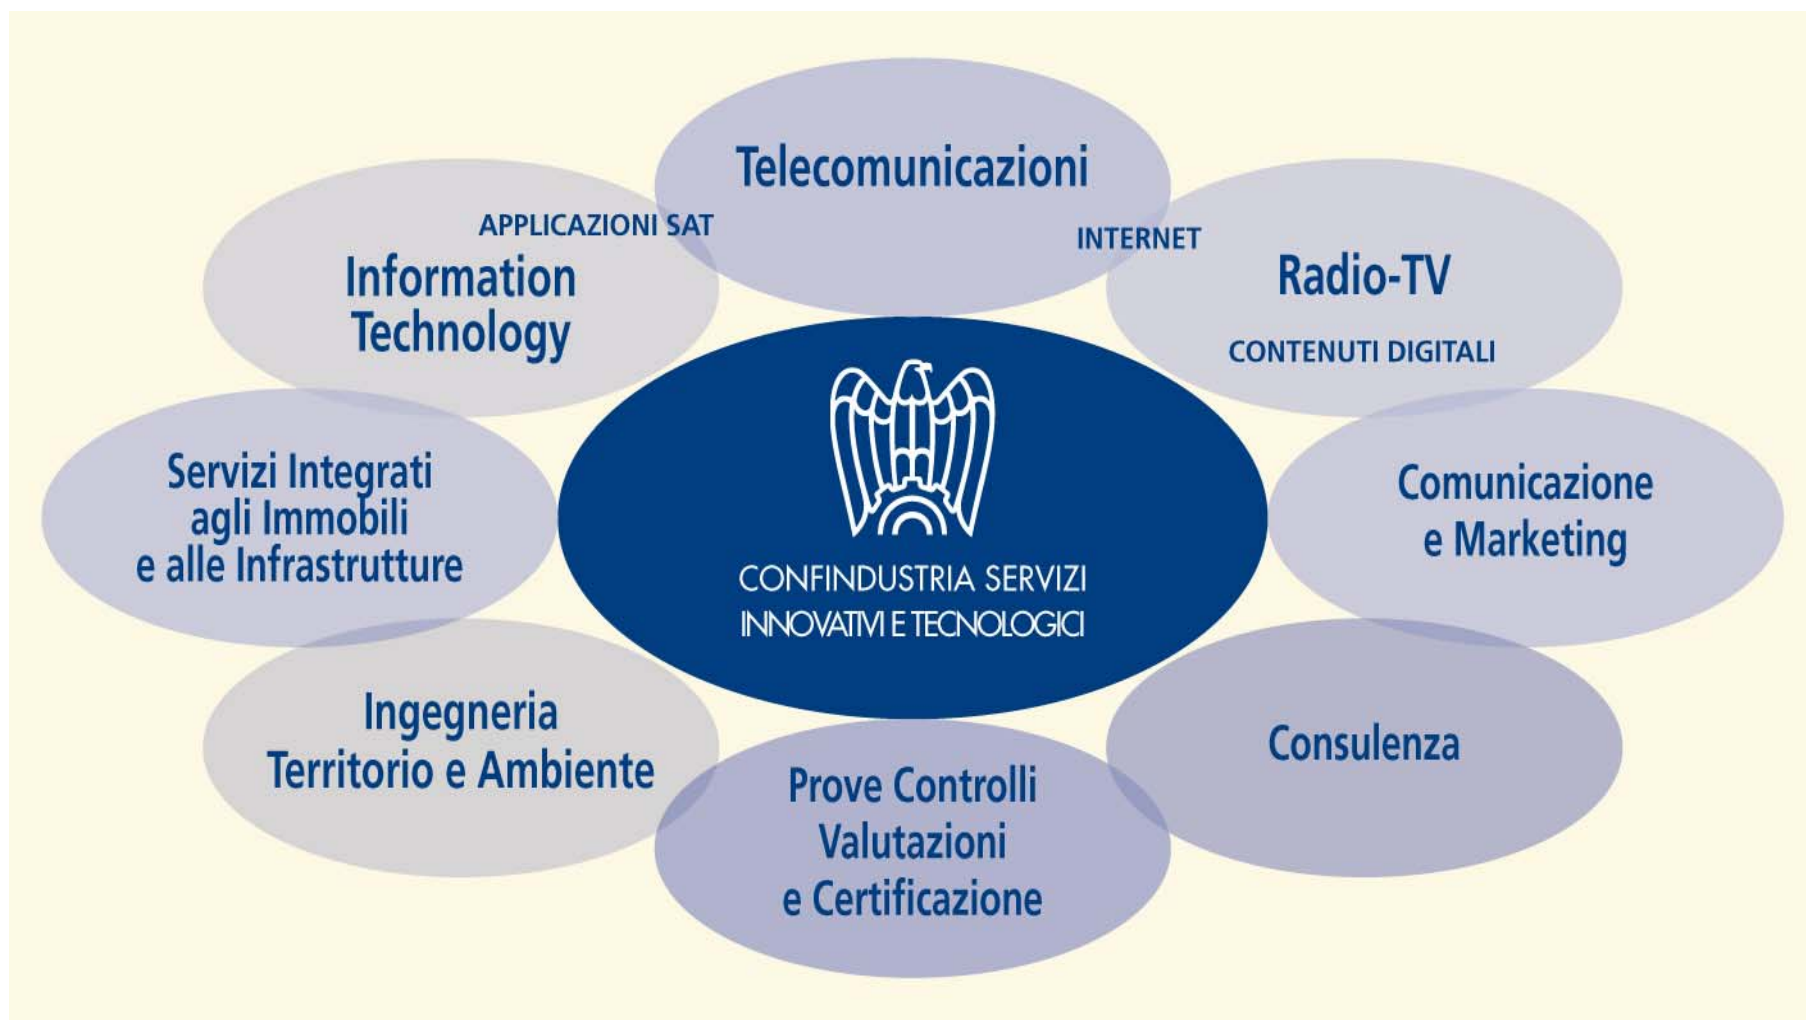 Telecomunicazioni
APPLICAZIONI SAT
INTERNET
Information
Technology
Radio-TV
CONTENUTI DIGITALI
Servizi Integrati
agli Immobili
e alle Infrastrutture
CONFINDUSTRIA SERVIZI
INNOVATIVI E TECNOLOGICI
Comunicazione
e Marketing
Ingegneria
Territorio e Ambiente
Prove Controlli
Valutazioni
e Certificazione
Consulenza